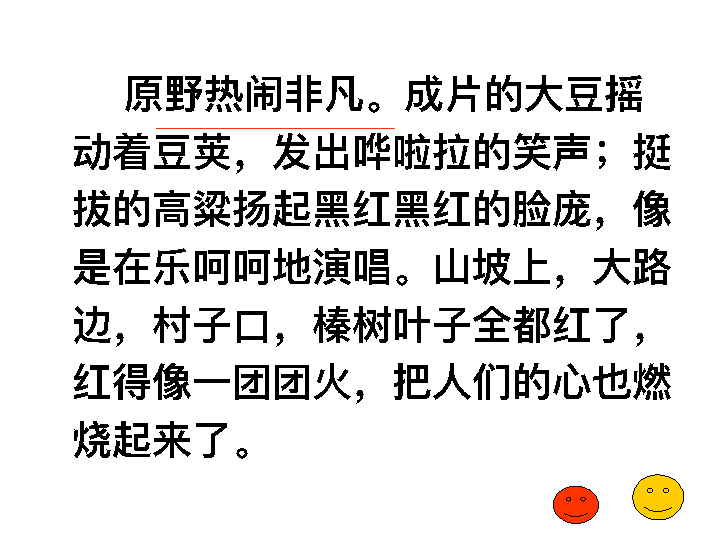 原野热闹非凡。成片的大豆摇
动着豆荚，发出哗啦拉的笑声；挺
拔的高粱扬起黑红黑红的脸庞，像
是在乐呵呵地演唱。山坡上，大路
边，村子口，榛树叶子全都红了，
红得像一团团火，把人们的心也燃
烧起来了。